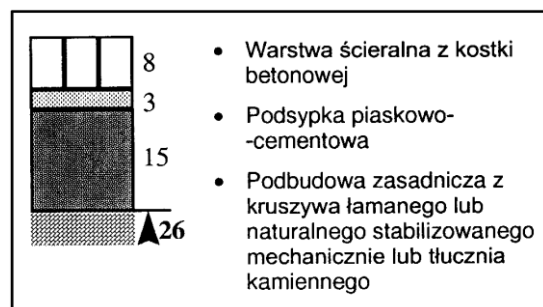 8
3
15
26
• Warstwa ścieralna z kostki
betonowej
• Podsypka piaskowo-
-cementowa
• Podbudowa zasadnicza z
kruszywa łamanego lub
naturalnego stabilizowanego
mechanicznie lub tłucznia
kamiennego